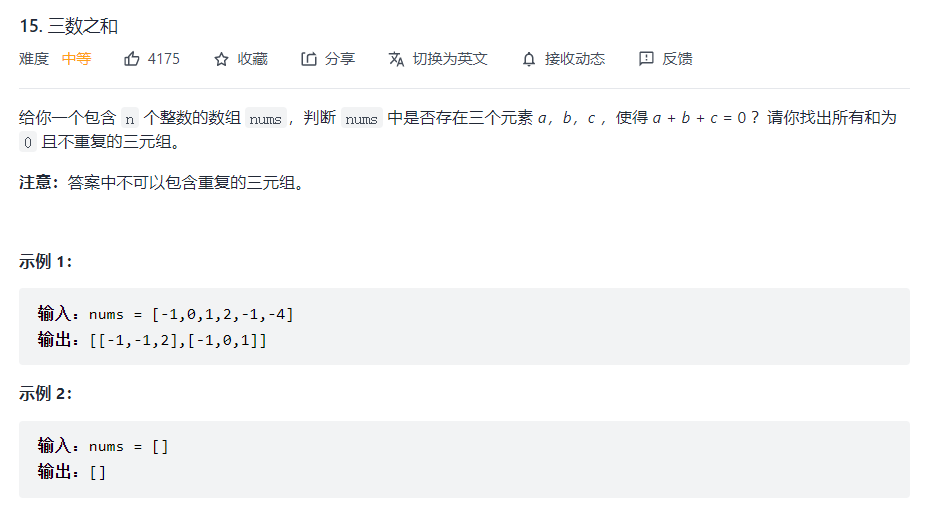 15. 三数之和
难度 中等 4175 收藏 分享 切换为英文 接收动态 反馈
给你一个包含 n 个整数的数组 nums，判断 nums 中是否存在三个元素 a，b，c ，使得 a + b + c = 0 ？请你找出所有和为
0 且不重复的三元组。
注意：答案中不可以包含重复的三元组。
示例 1：
输入：nums = [-1,0,1,2,-1,-4]
输出：[[-1,-1,2],[-1,0,1]]
示例 2：
输入：nums = []
输出：[]